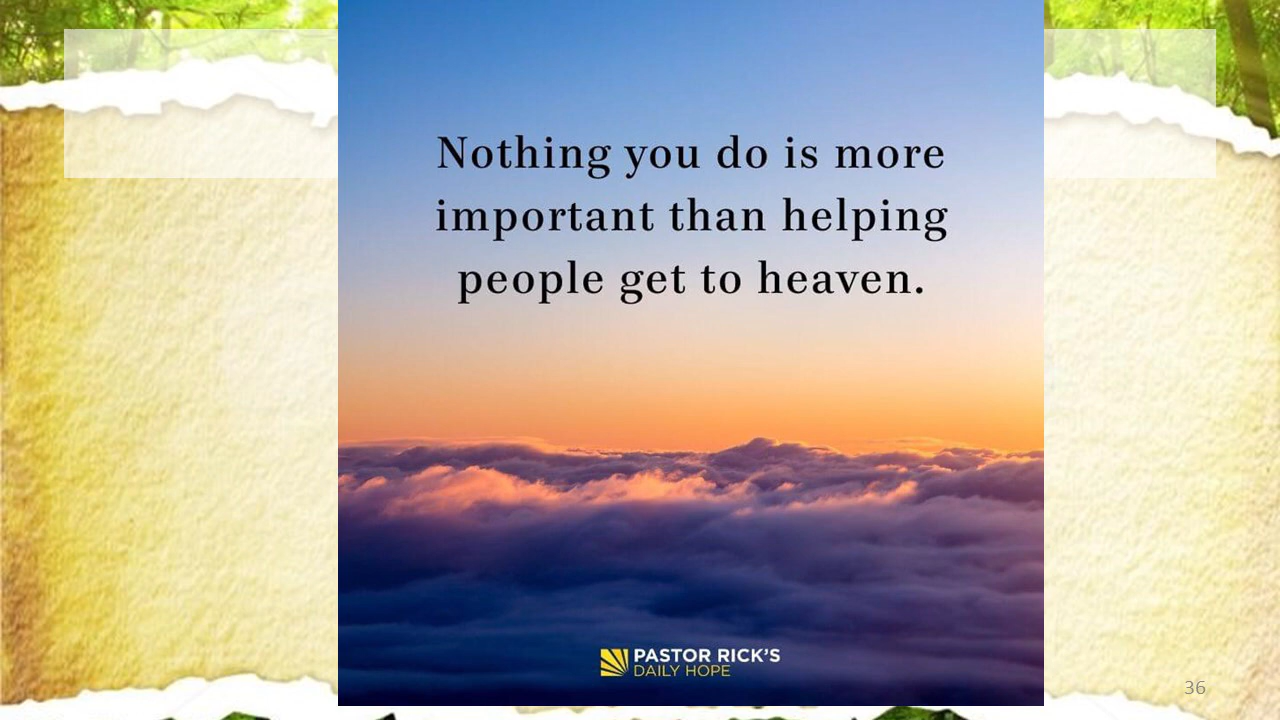 Nothing you do is more
important than helping
people get to heaven.
PASTOR RICK'S
DAILY HOPE
36